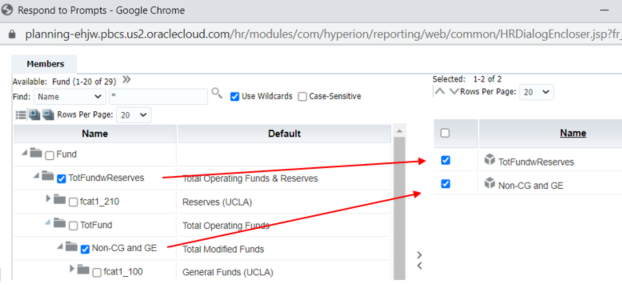 Respond to Prompts - Google Chrome
planning-ehjw.pbcs.us2.oraclecloud.com/hr/modules/com/hyperion/reporting/web/common/HRDialogEncloser.jsp?fr_
Members
Available: Fund (1-20 of 29) »
Find: Name * Use Wildcards Case-Sensitive
Rows Per Page: 20
Name Default
Fund
TotFundwReserves Total Operating Funds & Reserves
fcat1_210 Reserves (UCLA)
TotFund Total Operating Funds
Non-CG and GE Total Modified Funds
fcat1_100 General Funds (UCLA)
Selected: 1-2 of 2
Rows Per Page: 20
Name
TotFundwReserves
Non-CG and GE